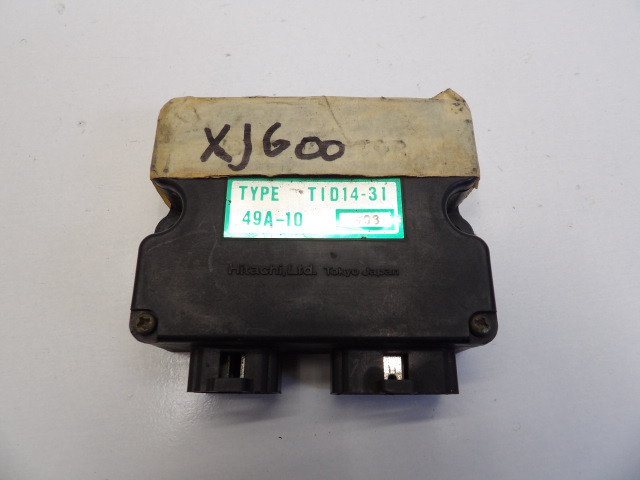 XJ600
TYPE TID14-31
49A-10
Hitachi,Ltd. Tokyo Japan